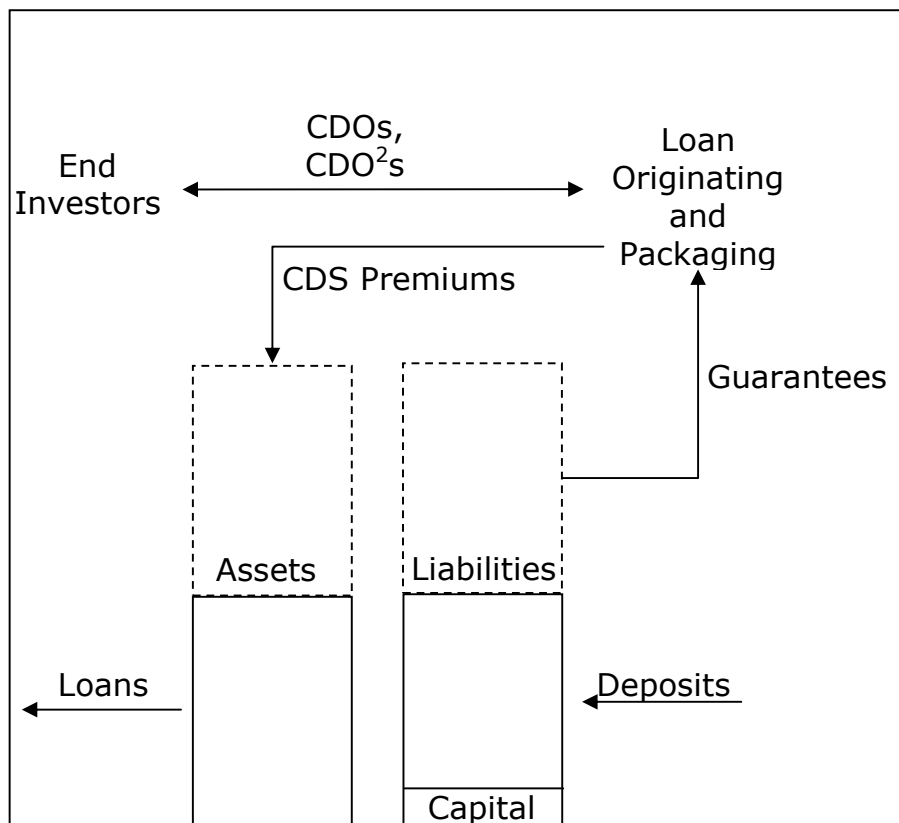 CDOs,
CDO²s
End
Investors
Loan
Originating
and
Packaging
CDS Premiums
Guarantees
Assets
Liabilities
Loans
Deposits
Capital